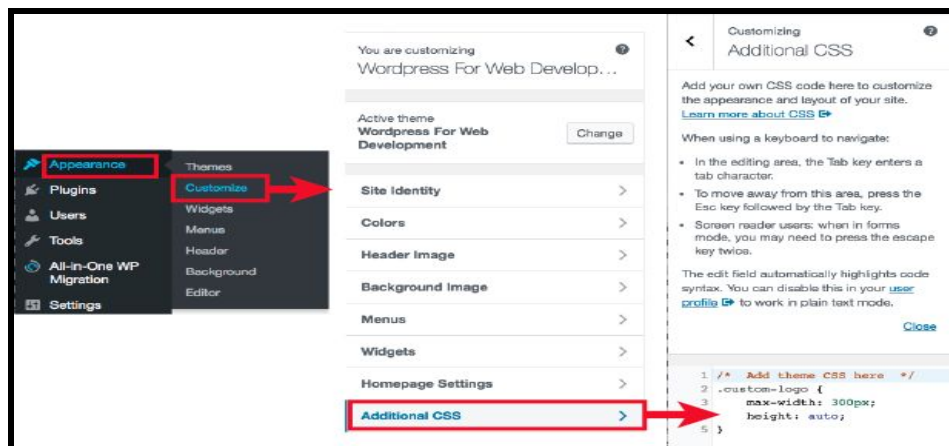 Appearance
Plugins
Users
Tools
All-in-One WP
Migration
Settings
Themes
Customize
Widgets
Menus
Header
Background
Editor
You are customizing
Wordpress For Web Develop...
Active theme
Wordpress For Web
Development
Change
Site Identity
Colors
Header Image
Background Image
Menus
Widgets
Homepage Settings
Additional CSS
Customizing
Additional CSS
Add your own CSS code here to customize
the appearance and layout of your site.
Learn more about CSS
When using a keyboard to navigate:
• In the editing area, the Tab key enters a
tab character.
• To move away from this area, press the
Esc key followed by the Tab key.
• Screen reader users: when in forms
mode, you may need to press the escape
key twice.
The edit field automatically highlights code
syntax. You can disable this in your user
profile to work in plain text mode.
Close
1 /* Add theme CSS here */
2 .custom-logo {
3 max-width: 300px;
height: auto;
5 }